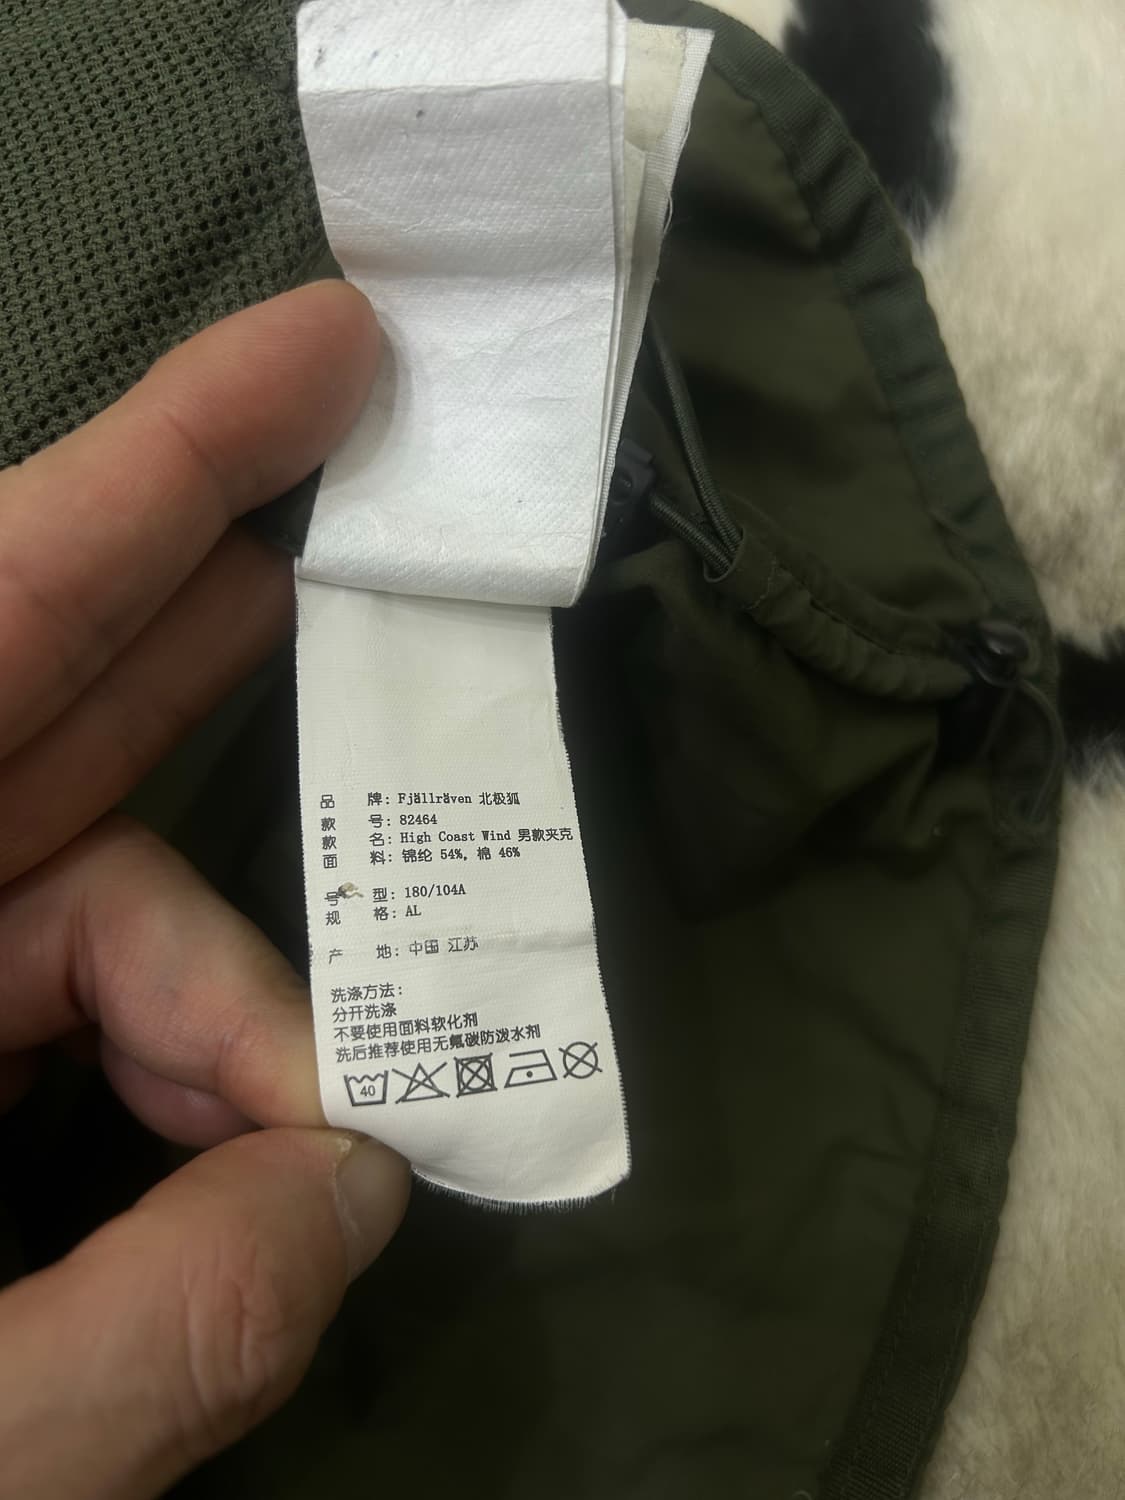 品 牌: Fjällräven 北极狐
款 号: 82464
款 名: High Coast Wind 男款夹克
面 料: 锦纶 54%, 棉 46%
号 型: 180/104A
规 格: AL
产 地: 中国 江苏
洗涤方法:
分开洗涤
不要使用面料软化剂
洗后推荐使用无氟碳防泼水剂
40